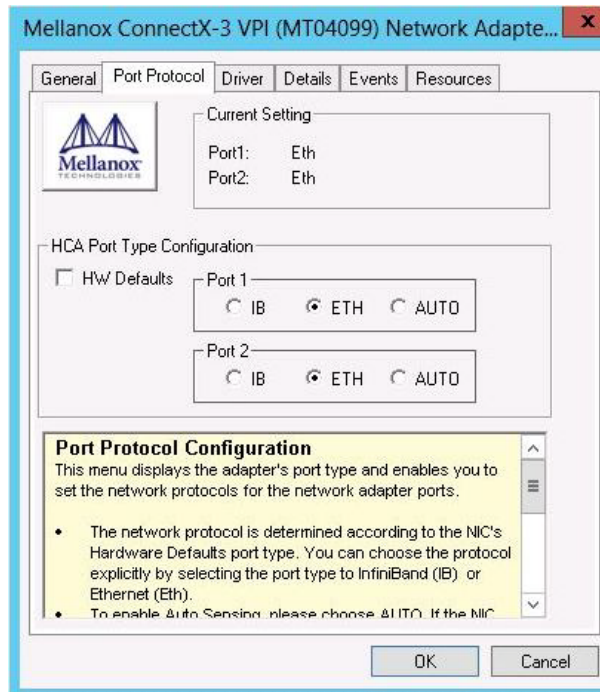 Mellanox ConnectX-3 VPI (MT04099) Network Adapte...
x
General Port Protocol Driver Details Events Resources
Mellanox
TECHNOLOGIES
Current Setting
Port1: Eth
Port2: Eth
HCA Port Type Configuration
HW Defaults
Port 1
IB ETH AUTO
Port 2
IB ETH AUTO
Port Protocol Configuration
This menu displays the adapter's port type and enables you to
set the network protocols for the network adapter ports.
• The network protocol is determined according to the NIC's
Hardware Defaults port type. You can choose the protocol
explicitly by selecting the port type to InfiniBand (IB) or
Ethernet (Eth).
• To enable Auto Sensing, please choose AUTO. If the NIC
OK Cancel